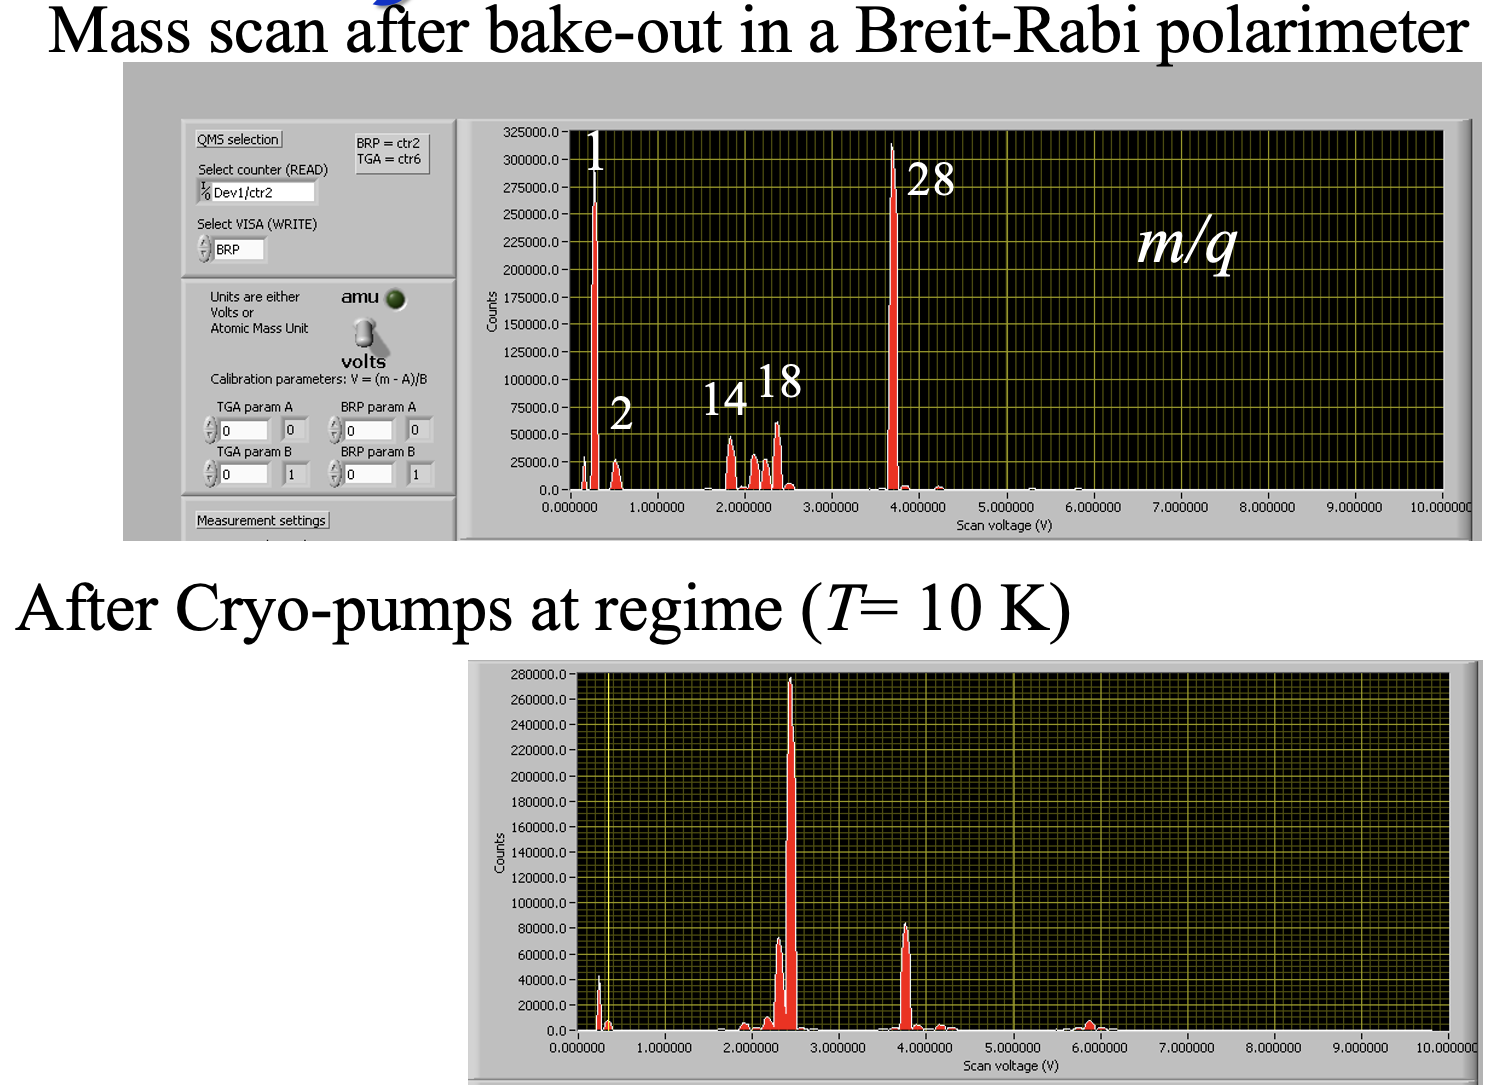 Mass scan after bake-out in a Breit-Rabi polarimeter
QMS selection
BRP = ctr2
TGA = ctr6
Select counter (READ)
I/0 Dev1/ctr2
Select VISA (WRITE)
BRP
Units are either
Volts or
Atomic Mass Unit
amu
volts
Calibration parameters: V = (m - A)/B
TGA param A BRP param A
0 0 0 0
TGA param B BRP param B
0 1 0 1
Measurement settings
325000.0
300000.0
275000.0
250000.0
225000.0
200000.0
175000.0
150000.0
125000.0
100000.0
75000.0
50000.0
25000.0
0.0
Counts
1
2
14
18
28
m/q
0.000000 1.000000 2.000000 3.000000 4.000000 5.000000 6.000000 7.000000 8.000000 9.000000 10.000000
Scan voltage (V)
After Cryo-pumps at regime (T= 10 K)
280000.0
260000.0
240000.0
220000.0
200000.0
180000.0
160000.0
140000.0
120000.0
100000.0
80000.0
60000.0
40000.0
20000.0
0.0
Counts
0.000000 1.000000 2.000000 3.000000 4.000000 5.000000 6.000000 7.000000 8.000000 9.000000 10.000000
Scan voltage (V)